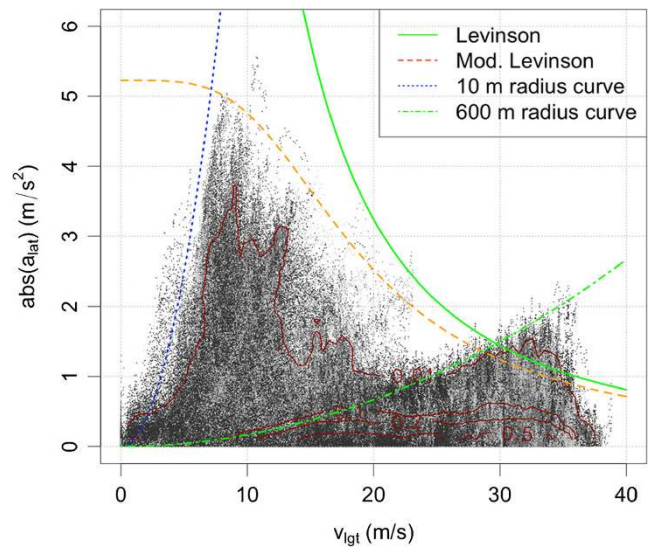 Levinson
Mod. Levinson
10 m radius curve
600 m radius curve
abs(a_lat) (m/s²)
6
5
4
3
2
1
0
0.5
0 10 20 30 40
v_lgt (m/s)